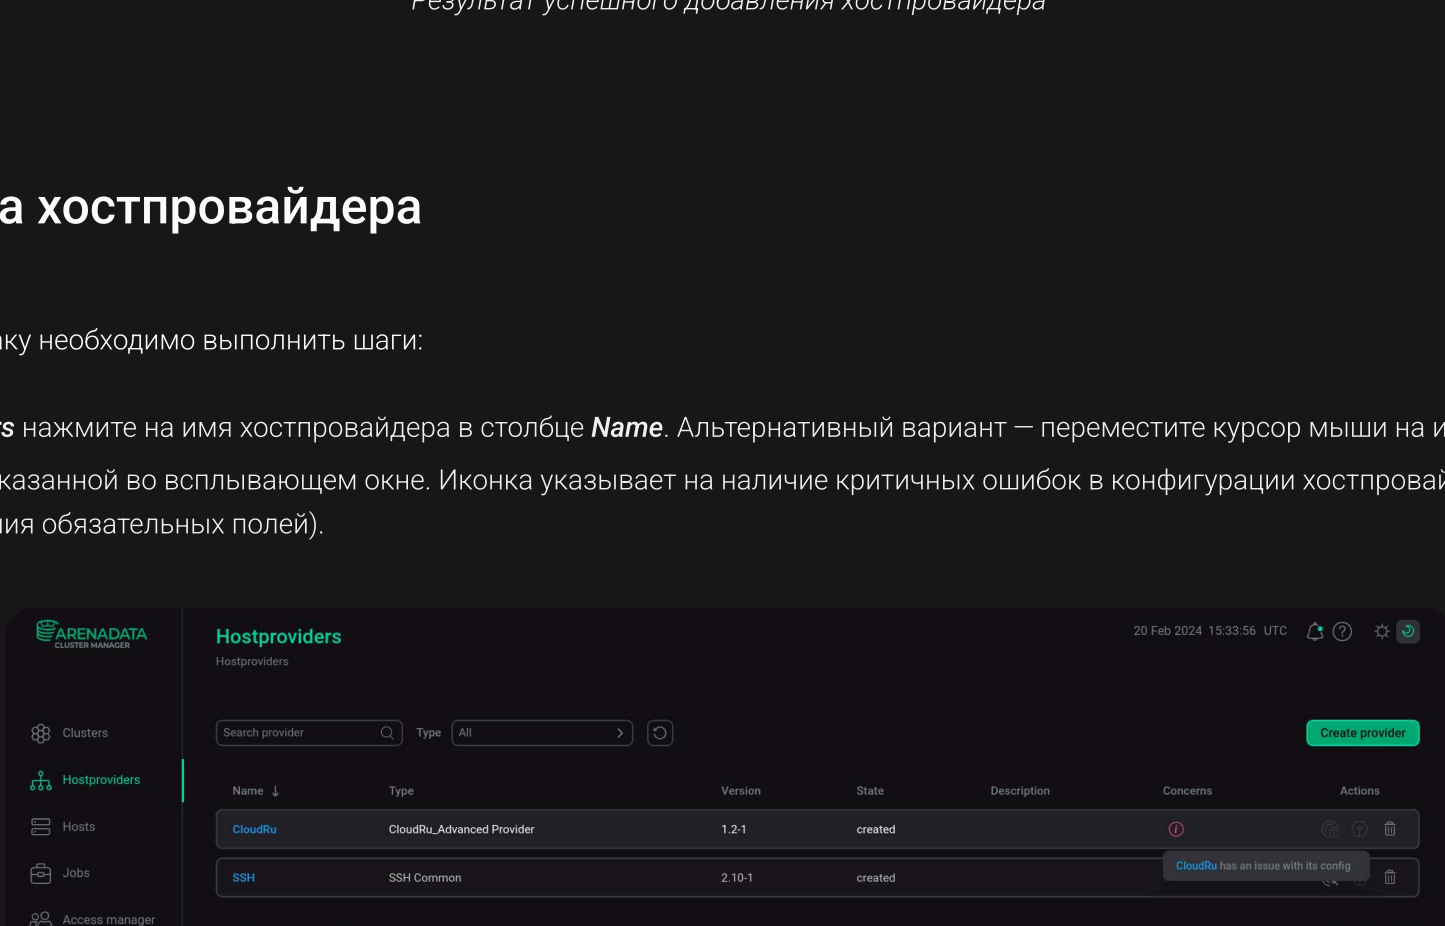 Результат успешного добавления хостпровайдера
а хостпровайдера
аку необходимо выполнить шаги:
rs нажмите на имя хостпровайдера в столбце Name. Альтернативный вариант — переместите курсор мыши на и
казанной во всплывающем окне. Иконка указывает на наличие критичных ошибок в конфигурации хостпровай
ния обязательных полей).
ARENADATA
CLUSTER MANAGER
Hostproviders
20 Feb 2024 15:33:56 UTC
Hostproviders
Clusters
Search provider
Type All
Create provider
Hostproviders
Name ↓ Type Version State Description Concerns Actions
Hosts
CloudRu CloudRu_Advanced Provider 1.2-1 created
CloudRu has an issue with its config
Jobs
SSH SSH Common 2.10-1 created
Access manager